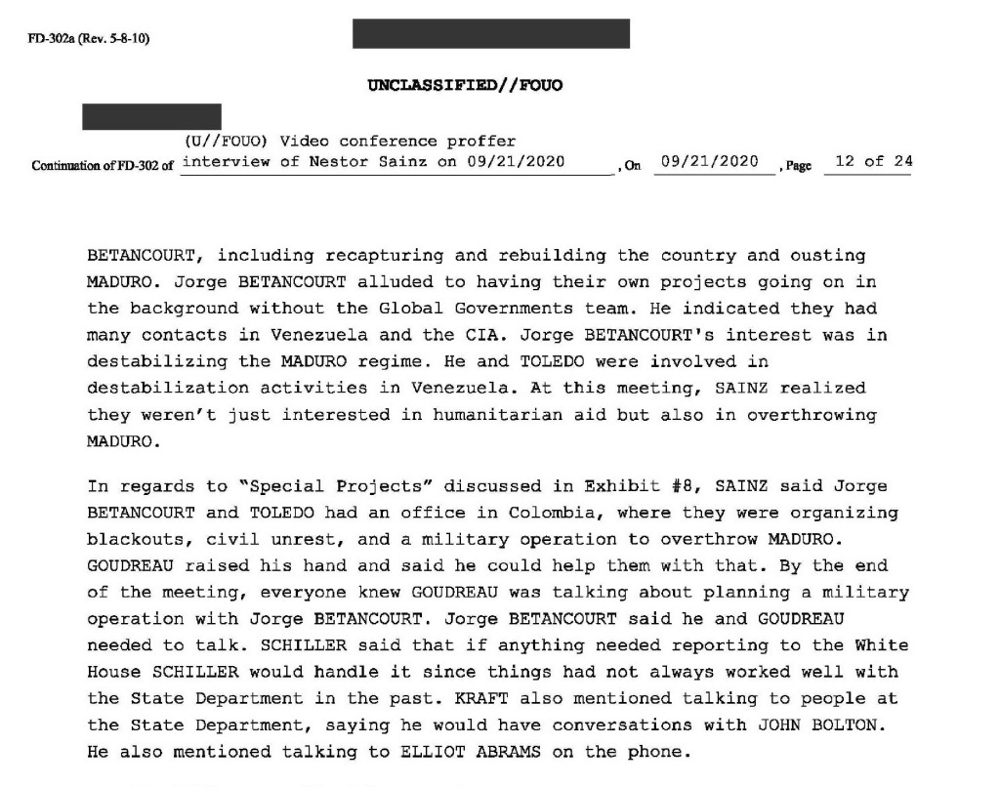 FD-302a (Rev. 5-8-10)
UNCLASSIFIED//FOUO
(U//FOUO) Video conference proffer
Continuation of FD-302 of interview of Nestor Sainz on 09/21/2020 , On 09/21/2020 , Page 12 of 24
BETANCOURT, including recapturing and rebuilding the country and ousting
MADURO. Jorge BETANCOURT alluded to having their own projects going on in
the background without the Global Governments team. He indicated they had
many contacts in Venezuela and the CIA. Jorge BETANCOURT's interest was in
destabilizing the MADURO regime. He and TOLEDO were involved in
destabilization activities in Venezuela. At this meeting, SAINZ realized
they weren't just interested in humanitarian aid but also in overthrowing
MADURO.
In regards to "Special Projects" discussed in Exhibit #8, SAINZ said Jorge
BETANCOURT and TOLEDO had an office in Colombia, where they were organizing
blackouts, civil unrest, and a military operation to overthrow MADURO.
GOUDREAU raised his hand and said he could help them with that. By the end
of the meeting, everyone knew GOUDREAU was talking about planning a military
operation with Jorge BETANCOURT. Jorge BETANCOURT said he and GOUDREAU
needed to talk. SCHILLER said that if anything needed reporting to the White
House SCHILLER would handle it since things had not always worked well with
the State Department in the past. KRAFT also mentioned talking to people at
the State Department, saying he would have conversations with JOHN BOLTON.
He also mentioned talking to ELLIOT ABRAMS on the phone.